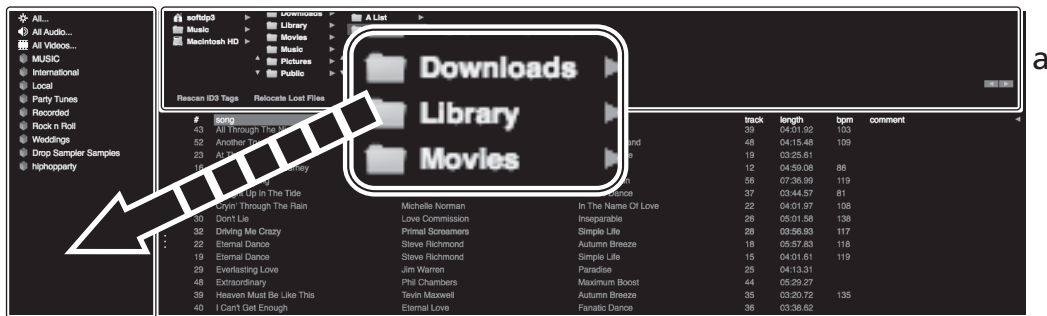 All...
All Audio...
All Videos...
MUSIC
International
Local
Party Tunes
Recorded
Rock n Roll
Weddings
Drop Sampler Samples
hiphopparty
softdp3
Music
Macintosh HD
Downloads
Library
Movies
Music
Pictures
Public
A List
Downloads
Library
Movies
a
Rescan ID3 Tags Relocate Lost Files
# song track length bpm comment
43 All Through The 39 04:01.92 103
52 Another 48 04:15.48 109
23 19 03:25.61
12 04:59.08 86
56 07:36.99 119
Up In The Tide 37 03:44.57 81
Cryin' Through The Rain Michelle Norman In The Name Of Love 22 04:01.97 108
30 Don't Lie Love Commission Inseparable 26 05:01.58 138
32 Driving Me Crazy Primal Screamers Simple Life 28 03:56.93 117
22 Eternal Dance Steve Richmond Autumn Breeze 18 05:57.83 118
19 Eternal Dance Steve Richmond Simple Life 15 04:01.61 119
29 Everlasting Love Jim Warren Paradise 25 04:13.31
48 Extraordinary Phil Chambers Maximum Boost 44 05:29.27
39 Heaven Must Be Like This Tevin Maxwell Autumn Breeze 35 03:20.72 135
40 I Can't Get Enough Eternal Love Fanatic Dance 36 03:38.62